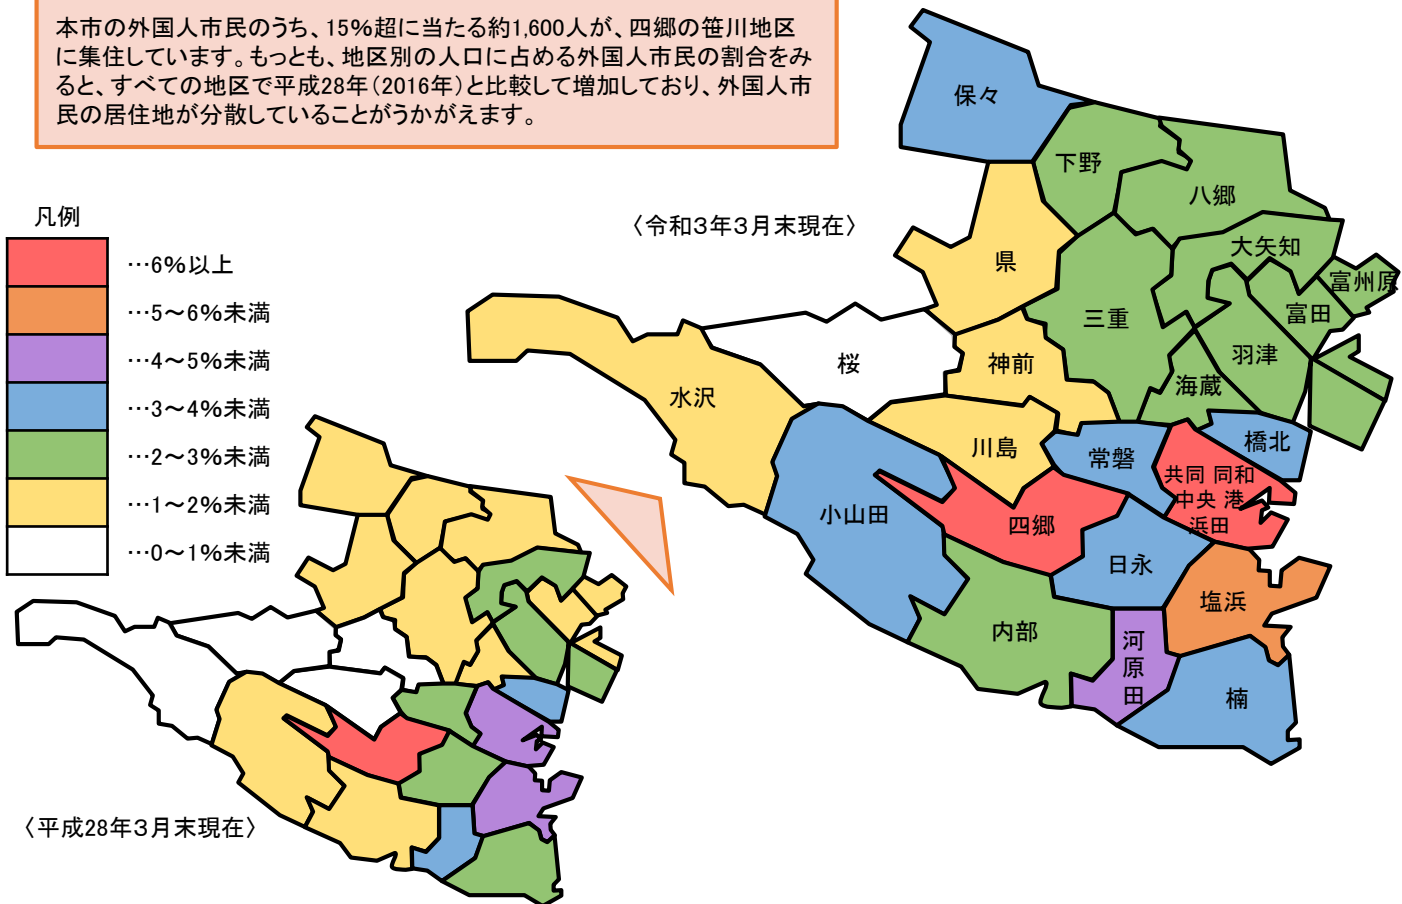 本市の外国人市民のうち、15%超に当たる約1,600人が、四郷の笹川地区
に集住しています。もっとも、地区別の人口に占める外国人市民の割合をみ
ると、すべての地区で平成28年(2016年)と比較して増加しており、外国人市
民の居住地が分散していることがうかがえます。
凡例
…6%以上
…5～6%未満
…4～5%未満
…3～4%未満
…2～3%未満
…1～2%未満
…0～1%未満
〈令和3年3月末現在〉
保々
下野
八郷
大矢知
富州原
県
富田
三重
羽津
桜
神前
海蔵
水沢
川島
常磐
橋北
共同 同和
中央 港
浜田
小山田
四郷
日永
塩浜
内部
河
原
田
楠
〈平成28年3月末現在〉